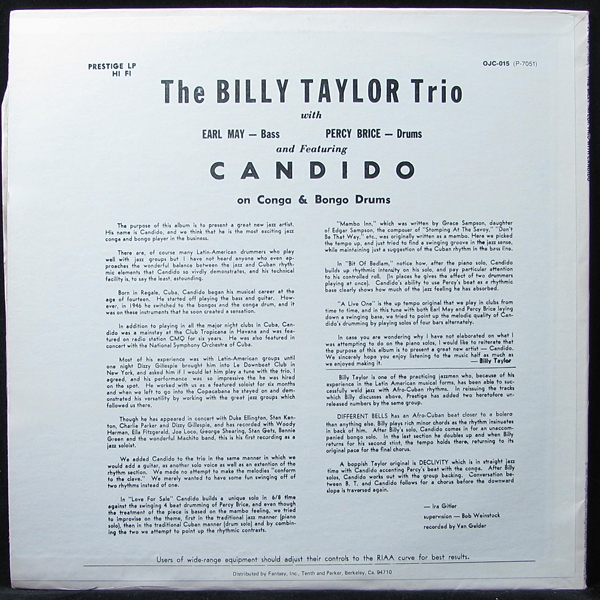 PRESTIGE LP
HI FI
OJC-015 (P-7051)
The BILLY TAYLOR Trio
with
EARL MAY — Bass PERCY BRICE — Drums
and Featuring
CANDIDO
on Conga & Bongo Drums
The purpose of this album is to present a great new jazz artist.
His name is Candido, and we think that he is the most exciting jazz
conga and bongo player in the business.
There are, of course many Latin-American drummers who play
well with jazz groups but I have not heard anyone who even ap-
proaches the wonderful balance between the jazz and Cuban ryth-
mic elements that Candido so vividly demonstrates, and his technical
facility is, to say the least, astounding.
Born in Regale, Cuba, Candido began his musical career at the
age of fourteen. He started off playing the bass and guitar. How-
ever, in 1946 he switched to the bongos and the conga drum, and it
was on these instruments that he soon created a sensation.
In addition to playing in all the major night clubs in Cuba, Can-
dido was a mainstay at the Club Tropicana in Havana and was fea-
tured on radio station CMQ for six years. He was also featured in
concert with the National Symphony Orchestra of Cuba.
Most of his experience was with Latin-American groups until
one night Dizzy Gillespie brought him into Le Downbeat Club in
New York, and asked him if I would let him play a tune with the trio. I
agreed, and his performance was so impressive the he was hired
on the spot. He worked with us as a featured soloist for six months
and when we left to go into the Copacabana he stayed on and dem-
onstrated his versatility by working with the great jazz groups which
followed us there.
Though he has appeared in concert with Duke Ellington, Stan Ken-
ton, Charlie Parker and Dizzy Gillespie, and has recorded with Woody
Herman, Ella Fitzgerald, Joe Loco, George Shearing, Stan Getz, Bennie
Green and the wonderful Machito band, this is his first recording as a
jazz soloist.
We added Candido to the trio in the same manner in which we
would add a guitar, as another solo voice as well as an extention of the
rhythm section. We made no attempt to make the melodies "conform
to the clave." We merely wanted to have some fun swinging off of
two rhythms instead of one.
In "Love For Sale" Candido builds a unique solo in 6/8 time
against the swinging 4 beat drumming of Percy Brice, and even though
the treatment of the piece is based on the mambo feeling, we tried
to improvise on the theme, first in the traditional jazz manner (piano
solo), then in the traditional Cuban manner (drum solo) and by combin-
ing the two we attempt to point up the rhythmic contrasts.
"Mambo Inn," which was written by Grace Sampson, daughter
of Edgar Sampson, the composer of "Stomping At The Savoy," "Don't
Be That Way," etc., was originally written as a mambo. Here we picked
the tempo up, and just tried to find a swinging groove in the jazz sense,
while maintaining just a suggestion of the Cuban rhythm in the bass line.
In "Bit Of Bedlam," notice how, after the piano solo, Candido
builds up rhythmic intensity on his solo, and pay particular attention
to his controlled roll. (In places he gives the effect of two drummers
playing at once). Candido's ability to use Percy's beat as a rhythmic
base clearly shows how much of the jazz feeling he has absorbed.
"A Live One" is the up tempo original that we play in clubs from
time to time, and in this tune with both Earl May and Percy Brice laying
down a swinging base, we tried to point up the melodic quality of Can-
dido's drumming by playing solos of four bars alternately.
In case you are wondering why I have not elaborated on what I
was attempting to do on the piano solos, I would like to reiterate that
the purpose of this album is to present a great new artist — Candido.
We sincerely hope you enjoy listening to the music half as much as
we enjoyed making it. — Billy Taylor
Billy Taylor is one of the practicing jazzmen who, because of his
experience in the Latin American musical forms, has been able to suc-
cessfully weld jazz with Afro-Cuban rhythms. In reissuing the tracks
which Billy discusses above, Prestige has added two heretofore un-
released numbers by the same group.
DIFFERENT BELLS has an Afro-Cuban beat closer to a bolero
than anything else. Billy plays rich minor chords as the rhythm insinuates
in back of him. After Billy's solo, Candido comes in for an unaccom-
panied bongo solo. In the last section he doubles up and when Billy
returns for his second stint, the tempo holds there, returning to its
original pace for the final chorus.
A boppish Taylor original is DECLIVITY which is in straight jazz
time with Candido accenting Percy's beat with the conga. After Billy
solos, Candido works out with the group backing. Conversation be-
tween B. T. and Candido follows for a chorus before the downward
slope is traversed again.
— Ira Gitler
supervision — Bob Weinstock
recorded by Van Gelder
Users of wide-range equipment should adjust their controls to the RIAA curve for best results.
Distributed by Fantasy, Inc., Tenth and Parker, Berkeley, Ca. 94710